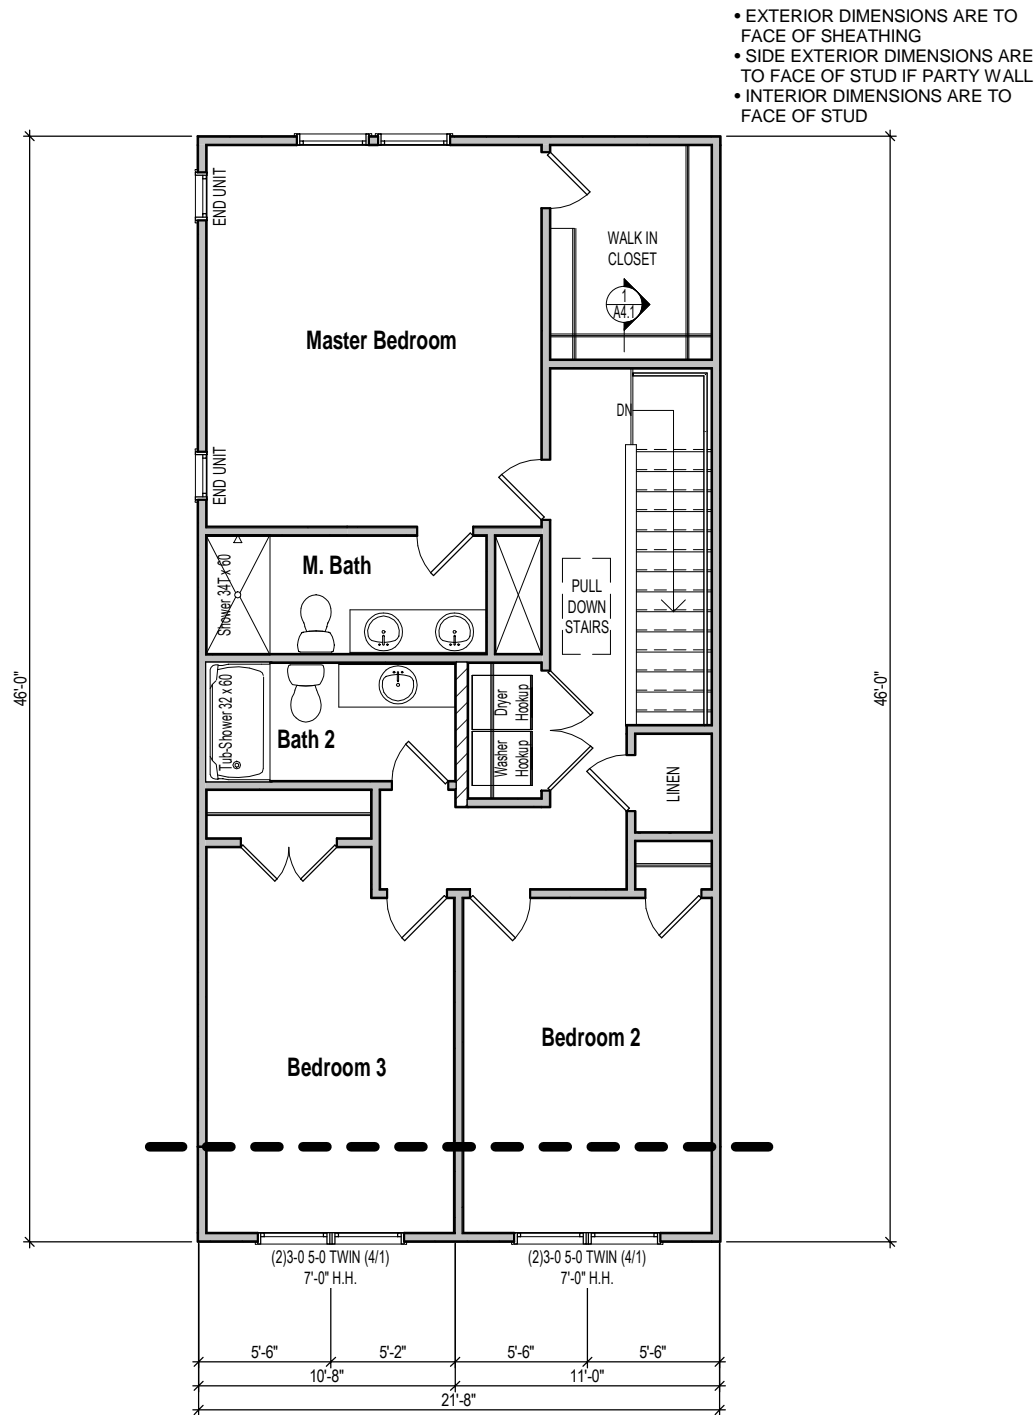 • EXTERIOR DIMENSIONS ARE TO
FACE OF SHEATHING
• SIDE EXTERIOR DIMENSIONS ARE
TO FACE OF STUD IF PARTY WALL
• INTERIOR DIMENSIONS ARE TO
FACE OF STUD
END UNIT
WALK IN
CLOSET
1
A4.1
Master Bedroom
DN
END UNIT
M. Bath
Shower 34T x 60
PULL
DOWN
STAIRS
46'-0"
46'-0"
Tub-Shower 32 x 60
Bath 2
Dryer
Hookup
Washer
Hookup
LINEN
Bedroom 2
Bedroom 3
(2)3-0 5-0 TWIN (4/1)
7'-0" H.H.
(2)3-0 5-0 TWIN (4/1)
7'-0" H.H.
5'-6"
5'-2"
5'-6"
5'-6"
10'-8"
11'-0"
21'-8"